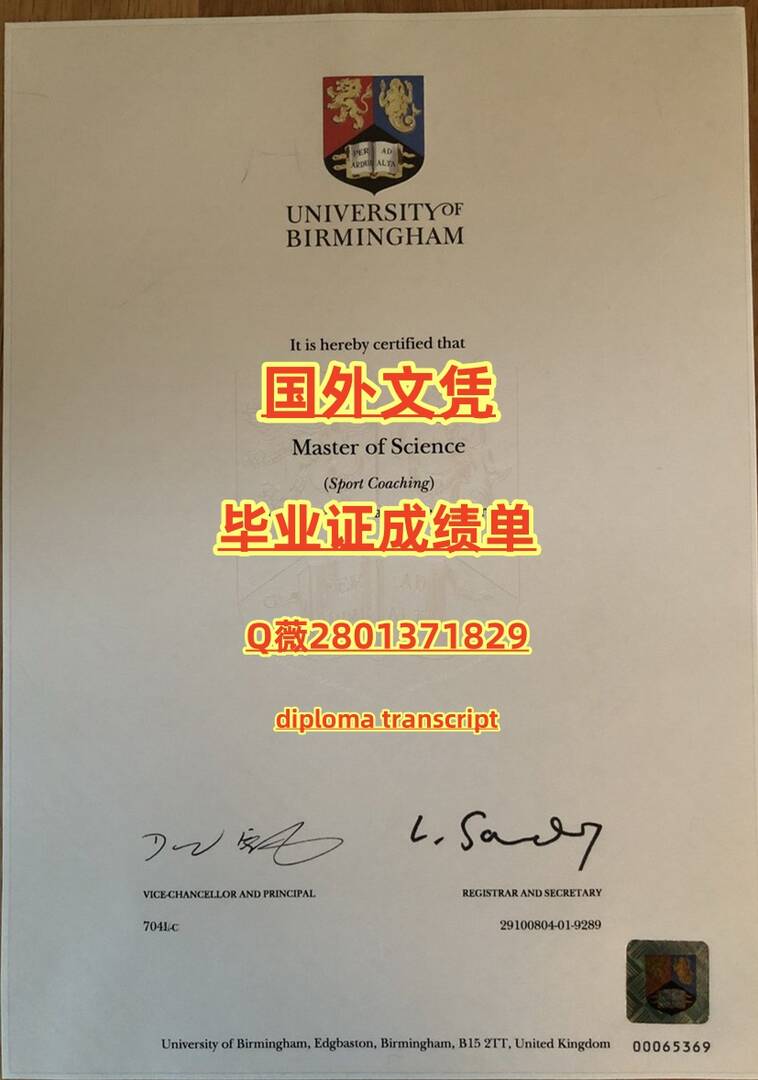 PER AD
ARDUA ALTA
UNIVERSITY OF
BIRMINGHAM
It is hereby certified that
国外文凭
Master of Science
(Sport Coaching)
毕业证成绩单
Q薇2801371829
diploma transcript
L. Sand
VICE-CHANCELLOR AND PRINCIPAL
REGISTRAR AND SECRETARY
7041/C
29100804-01-9289
University of Birmingham, Edgbaston, Birmingham, B15 2TT, United Kingdom
00065369